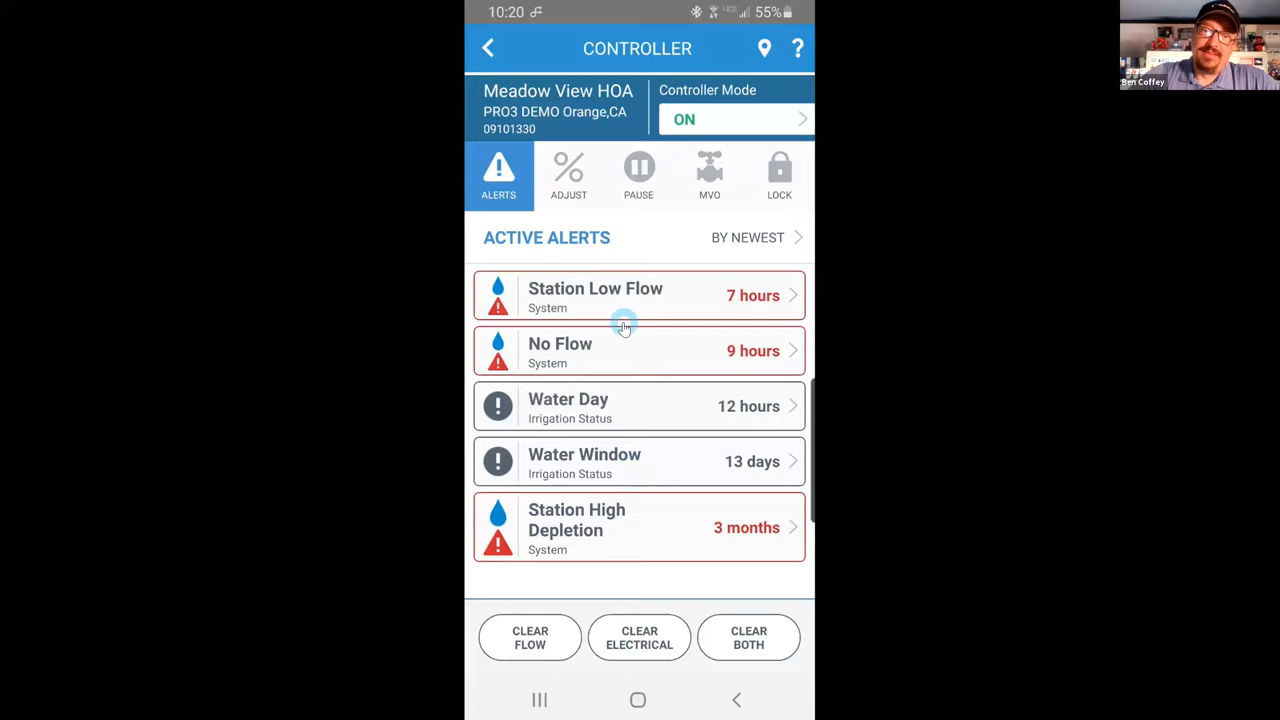 10:20
55%
Ben Coffey
CONTROLLER
?
Meadow View HOA
PRO3 DEMO Orange,CA
09101330
Controller Mode
ON
ALERTS
ADJUST
PAUSE
MVO
LOCK
ACTIVE ALERTS
BY NEWEST
Station Low Flow
System
7 hours
No Flow
System
9 hours
Water Day
Irrigation Status
12 hours
Water Window
Irrigation Status
13 days
Station High
Depletion
System
3 months
CLEAR
FLOW
CLEAR
ELECTRICAL
CLEAR
BOTH